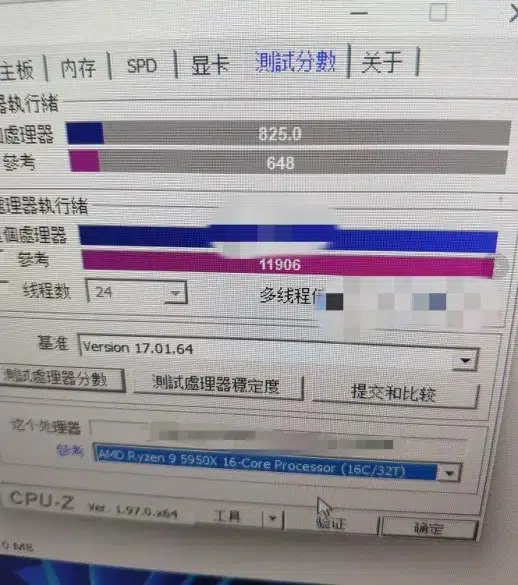 主板 内存 SPD 显卡 測試分數 关于
器執行緒
處理器 825.0
參考 648
處理器執行緒
個處理器
參考 11906
线程数 24 多线程
基准 Version 17.01.64
測試處理器分數 測試處理器穩定度 提交和比较
这个处理器
參考 AMD Ryzen 9 5950X 16-Core Processor (16C/32T)
CPU-Z Ver. 1.97.0.x64 工具 验证 確定
0 MB